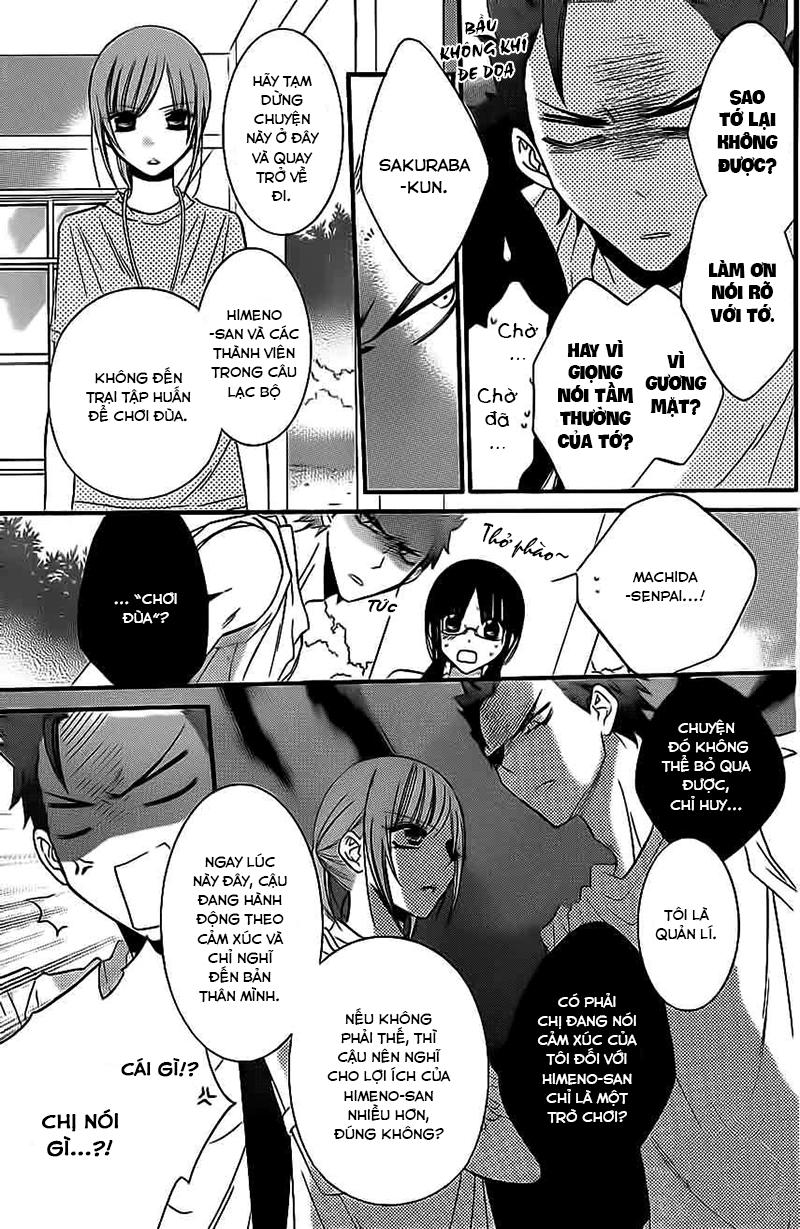 BẦU
KHÔNG KHÍ
ĐE DỌA
SAO
TỚ LẠI
KHÔNG
ĐƯỢC?
LÀM ƠN
NÓI RÕ
VỚI TỚ.
VÌ
GƯƠNG
MẶT?
HAY VÌ
GIỌNG
NÓI TẦM
THƯỜNG
CỦA TỚ?
Chờ
...
Chờ
đã
...
SAKURABA
-KUN.
HÃY TẠM
DỪNG
CHUYỆN
NÀY Ở ĐÂY
VÀ QUAY
TRỞ VỀ
ĐI.
HIMENO
-SAN VÀ CÁC
THÀNH VIÊN
TRONG CÂU
LẠC BỘ
KHÔNG ĐẾN
TRẠI TẬP HUẤN
ĐỂ CHƠI ĐÙA.
MACHIDA
-SENPAI...!
Thở phào~
TỨC
... "CHƠI
ĐÙA"?
CHUYỆN
ĐÓ KHÔNG
THỂ BỎ QUA
ĐƯỢC,
CHỈ HUY...
TÔI LÀ
QUẢN LÍ.
CÓ PHẢI
CHỊ ĐANG NÓI
CẢM XÚC CỦA
TÔI ĐỐI VỚI
HIMENO-SAN
CHỈ LÀ MỘT
TRÒ CHƠI?
NGAY LÚC
NÀY ĐÂY, CẬU
ĐANG HÀNH
ĐỘNG THEO
CẢM XÚC VÀ
CHỈ NGHĨ
ĐẾN BẢN
THÂN MÌNH.
NẾU KHÔNG
PHẢI THẾ, THÌ
CẬU NÊN NGHĨ
CHO LỢI ÍCH CỦA
HIMENO-SAN
NHIỀU HƠN,
ĐÚNG KHÔNG?
CÁI GÌ!?
CHỊ NÓI
GÌ...?!